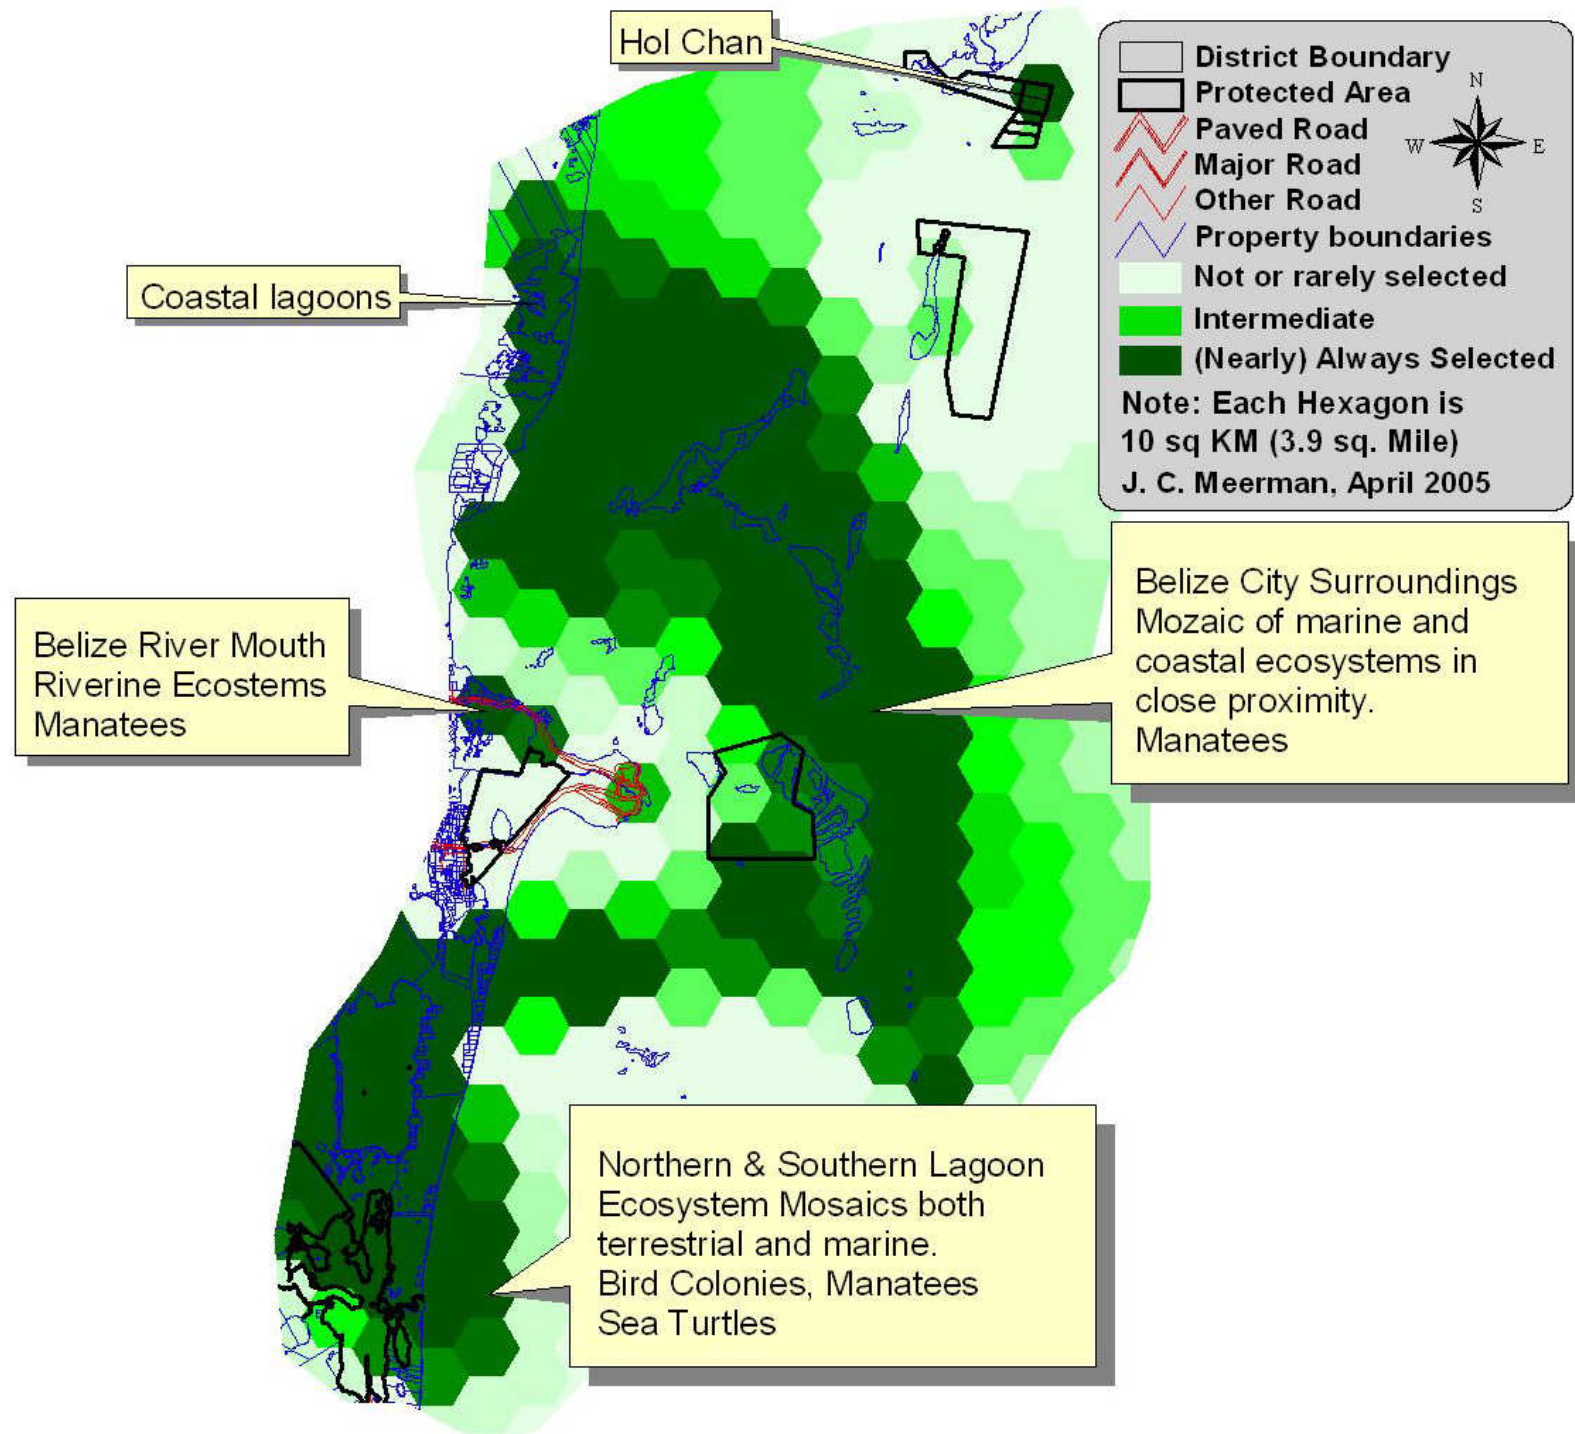 Hol Chan
District Boundary
Protected Area
Paved Road
Major Road
Other Road
Property boundaries
Not or rarely selected
Intermediate
(Nearly) Always Selected
Note: Each Hexagon is
10 sq KM (3.9 sq. Mile)
J. C. Meerman, April 2005
N
W
E
S
Coastal lagoons
Belize River Mouth
Riverine Ecostems
Manatees
Belize City Surroundings
Mozaic of marine and
coastal ecosystems in
close proximity.
Manatees
Northern & Southern Lagoon
Ecosystem Mosaics both
terrestrial and marine.
Bird Colonies, Manatees
Sea Turtles